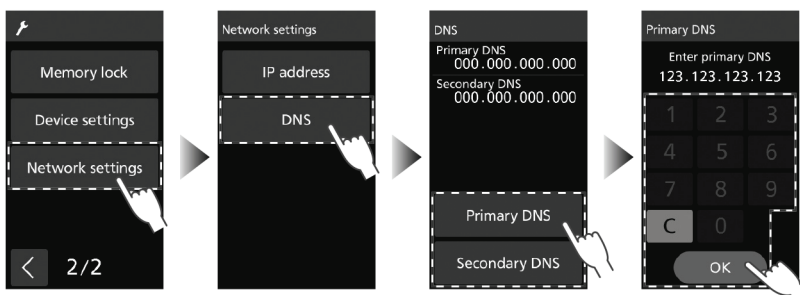 Memory lock
Device settings
Network settings
< 2/2
Network settings
IP address
DNS
DNS
Primary DNS
000.000.000.000
Secondary DNS
000.000.000.000
Primary DNS
Secondary DNS
Primary DNS
Enter primary DNS
123.123.123.123
1 2 3
4 5 6
7 8 9
C 0
OK